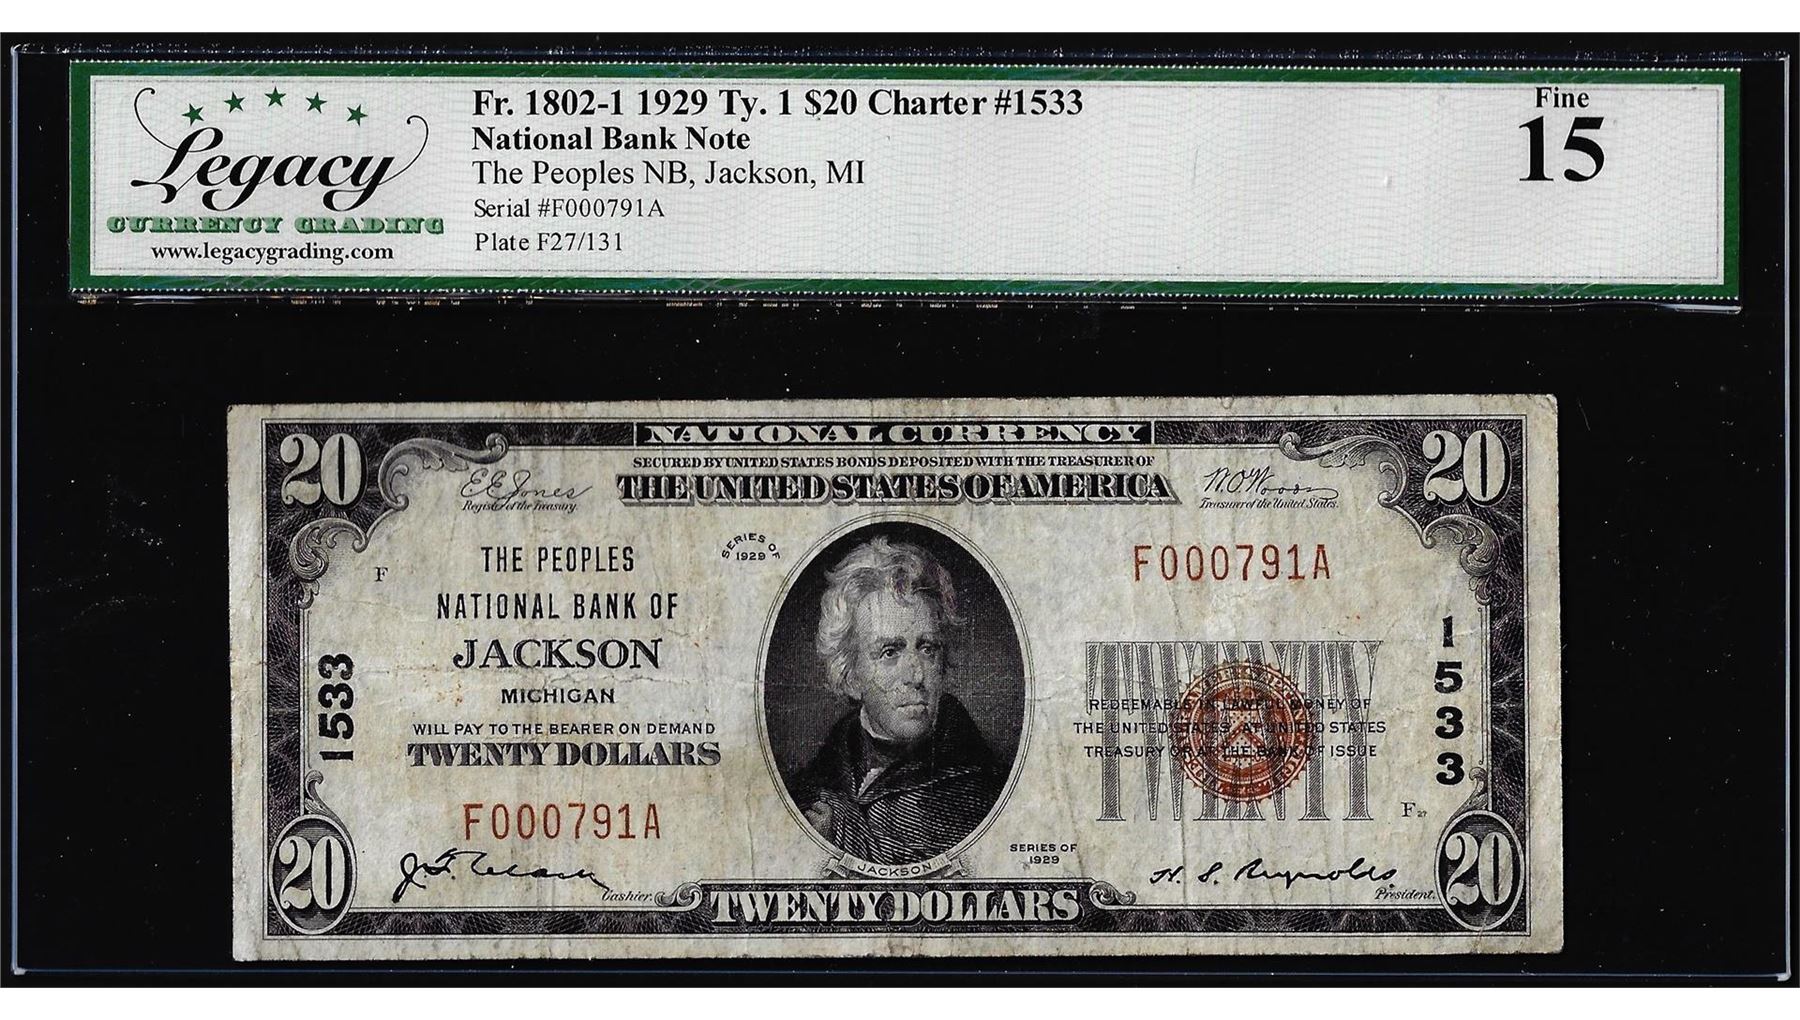 Legacy
CURRENCY GRADING
www.legacygrading.com
Fr. 1802-1 1929 Ty. 1 $20 Charter #1533
National Bank Note
The Peoples NB, Jackson, MI
Serial #F000791A
Plate F27/131
Fine
15
NATIONAL CURRENCY
SECURED BY UNITED STATES BONDS DEPOSITED WITH THE TREASURER OF
THE UNITED STATES OF AMERICA
20
20
E E Jones
Register of the Treasury.
W.O. Woods
Treasurer of the United States.
SERIES OF
1929
F
THE PEOPLES
NATIONAL BANK OF
JACKSON
MICHIGAN
WILL PAY TO THE BEARER ON DEMAND
TWENTY DOLLARS
F000791A
F000791A
1533
1533
TWENTY
REDEEMABLE IN LAWFUL MONEY OF
THE UNITED STATES AT UNITED STATES
TREASURY OR AT THE BANK OF ISSUE
F27
SERIES OF
1929
JACKSON
Cashier.
H. S. Reynolds
President.
20
TWENTY DOLLARS
20